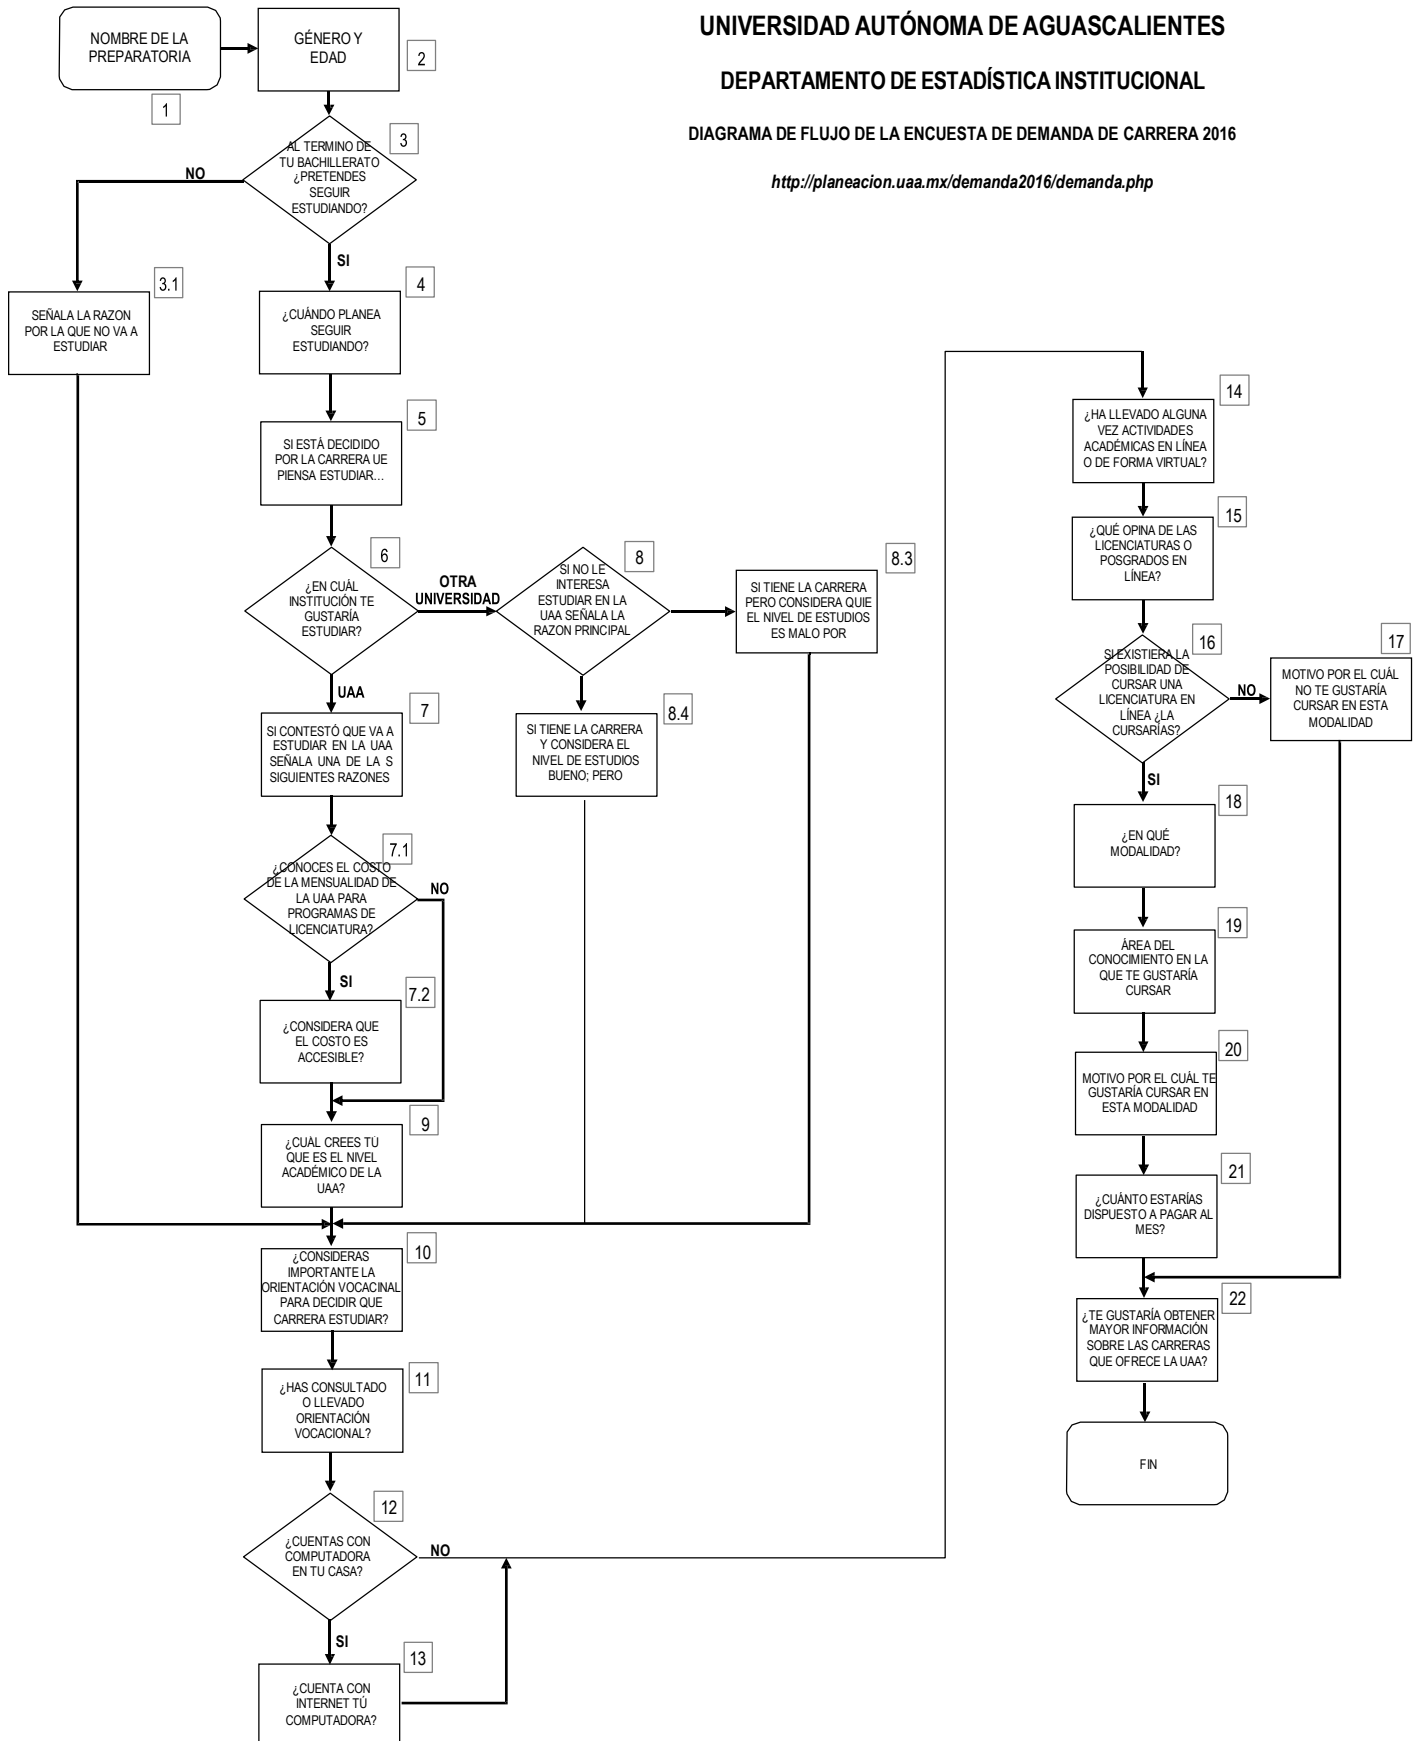 UNIVERSIDAD AUTÓNOMA DE AGUASCALIENTES
DEPARTAMENTO DE ESTADÍSTICA INSTITUCIONAL
DIAGRAMA DE FLUJO DE LA ENCUESTA DE DEMANDA DE CARRERA 2016
http://planeacion.uaa.mx/demanda2016/demanda.php
NOMBRE DE LA
PREPARATORIA
1
GÉNERO Y
EDAD
2
3
AL TERMINO DE
TU BACHILLERATO
¿PRETENDES
SEGUIR
ESTUDIANDO?
NO
SI
3.1
SEÑALA LA RAZON
POR LA QUE NO VA A
ESTUDIAR
4
¿CUÁNDO PLANEA
SEGUIR
ESTUDIANDO?
5
SI ESTÁ DECIDIDO
POR LA CARRERA UE
PIENSA ESTUDIAR...
6
¿EN CUÁL
INSTITUCIÓN TE
GUSTARÍA
ESTUDIAR?
OTRA
UNIVERSIDAD
UAA
8
SI NO LE
INTERESA
ESTUDIAR EN LA
UAA SEÑALA LA
RAZON PRINCIPAL
8.3
SI TIENE LA CARRERA
PERO CONSIDERA QUIE
EL NIVEL DE ESTUDIOS
ES MALO POR
8.4
SI TIENE LA CARRERA
Y CONSIDERA EL
NIVEL DE ESTUDIOS
BUENO; PERO
7
SI CONTESTÓ QUE VA A
ESTUDIAR EN LA UAA
SEÑALA UNA DE LA S
SIGUIENTES RAZONES
7.1
¿CONOCES EL COSTO
DE LA MENSUALIDAD DE
LA UAA PARA
PROGRAMAS DE
LICENCIATURA?
NO
SI
7.2
¿CONSIDERA QUE
EL COSTO ES
ACCESIBLE?
9
¿CUÁL CREES TÚ
QUE ES EL NIVEL
ACADÉMICO DE LA
UAA?
10
¿CONSIDERAS
IMPORTANTE LA
ORIENTACIÓN VOCACINAL
PARA DECIDIR QUE
CARRERA ESTUDIAR?
11
¿HAS CONSULTADO
O LLEVADO
ORIENTACIÓN
VOCACIONAL?
12
¿CUENTAS CON
COMPUTADORA
EN TU CASA?
NO
SI
13
¿CUENTA CON
INTERNET TÚ
COMPUTADORA?
14
¿HA LLEVADO ALGUNA
VEZ ACTIVIDADES
ACADÉMICAS EN LÍNEA
O DE FORMA VIRTUAL?
15
¿QUÉ OPINA DE LAS
LICENCIATURAS O
POSGRADOS EN
LÍNEA?
16
SI EXISTIERA LA
POSIBILIDAD DE
CURSAR UNA
LICENCIATURA EN
LÍNEA ¿LA
CURSARÍAS?
NO
SI
17
MOTIVO POR EL CUÁL
NO TE GUSTARÍA
CURSAR EN ESTA
MODALIDAD
18
¿EN QUÉ
MODALIDAD?
19
ÁREA DEL
CONOCIMIENTO EN LA
QUE TE GUSTARÍA
CURSAR
20
MOTIVO POR EL CUÁL TE
GUSTARÍA CURSAR EN
ESTA MODALIDAD
21
¿CUÁNTO ESTARÍAS
DISPUESTO A PAGAR AL
MES?
22
¿TE GUSTARÍA OBTENER
MAYOR INFORMACIÓN
SOBRE LAS CARRERAS
QUE OFRECE LA UAA?
FIN